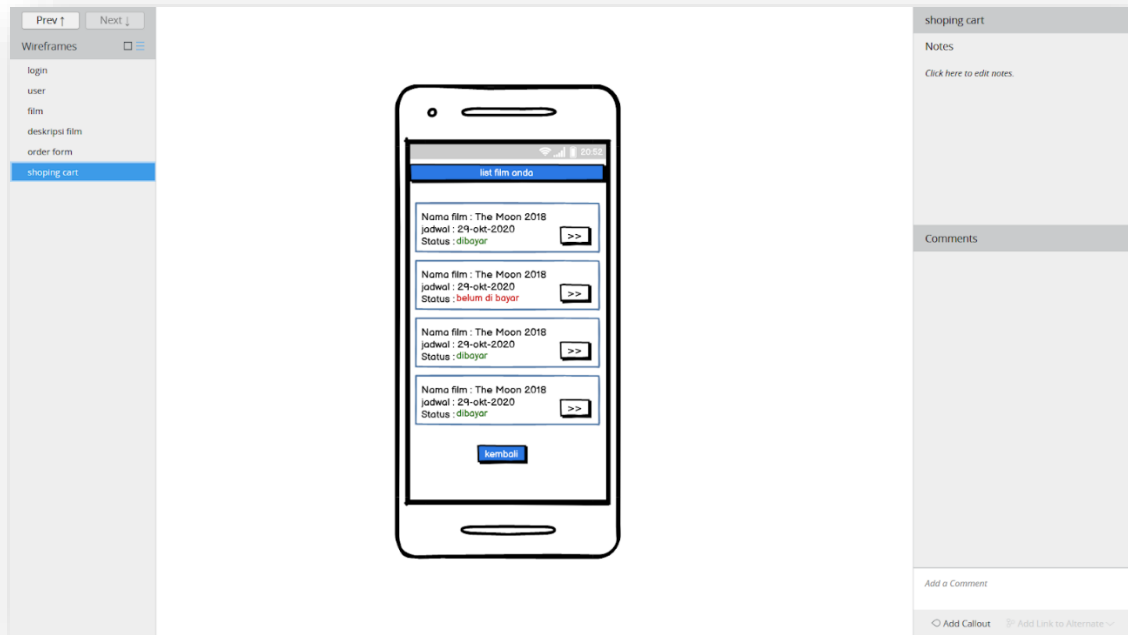 Prev ↑
Next ↓
Wireframes
login
user
film
deskripsi film
order form
shoping cart
20:52
list film anda
Nama film : The Moon 2018
jadwal : 29-okt-2020
Status : dibayar
>>
Nama film : The Moon 2018
jadwal : 29-okt-2020
Status : belum di bayar
>>
Nama film : The Moon 2018
jadwal : 29-okt-2020
Status : dibayar
>>
Nama film : The Moon 2018
jadwal : 29-okt-2020
Status : dibayar
>>
kembali
shoping cart
Notes
Click here to edit notes.
Comments
Add a Comment
Add Callout
Add Link to Alternate